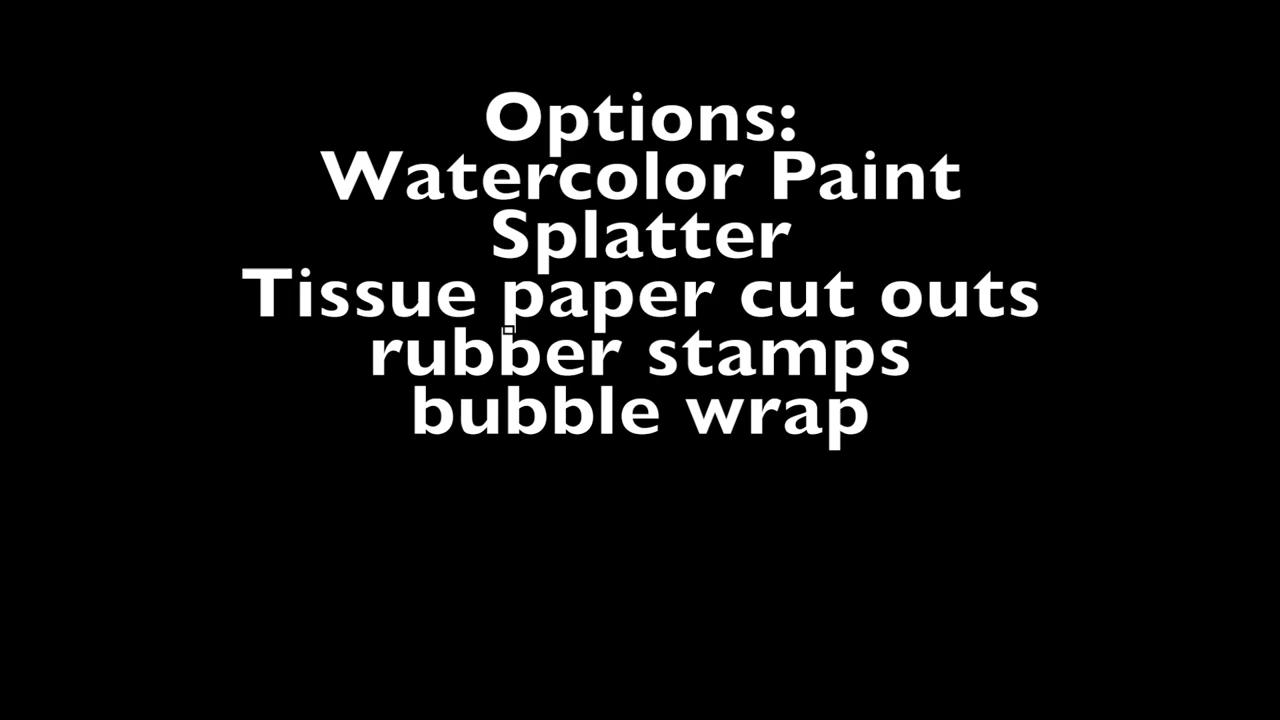 Options:
Watercolor Paint
Splatter
Tissue paper cut outs
rubber stamps
bubble wrap